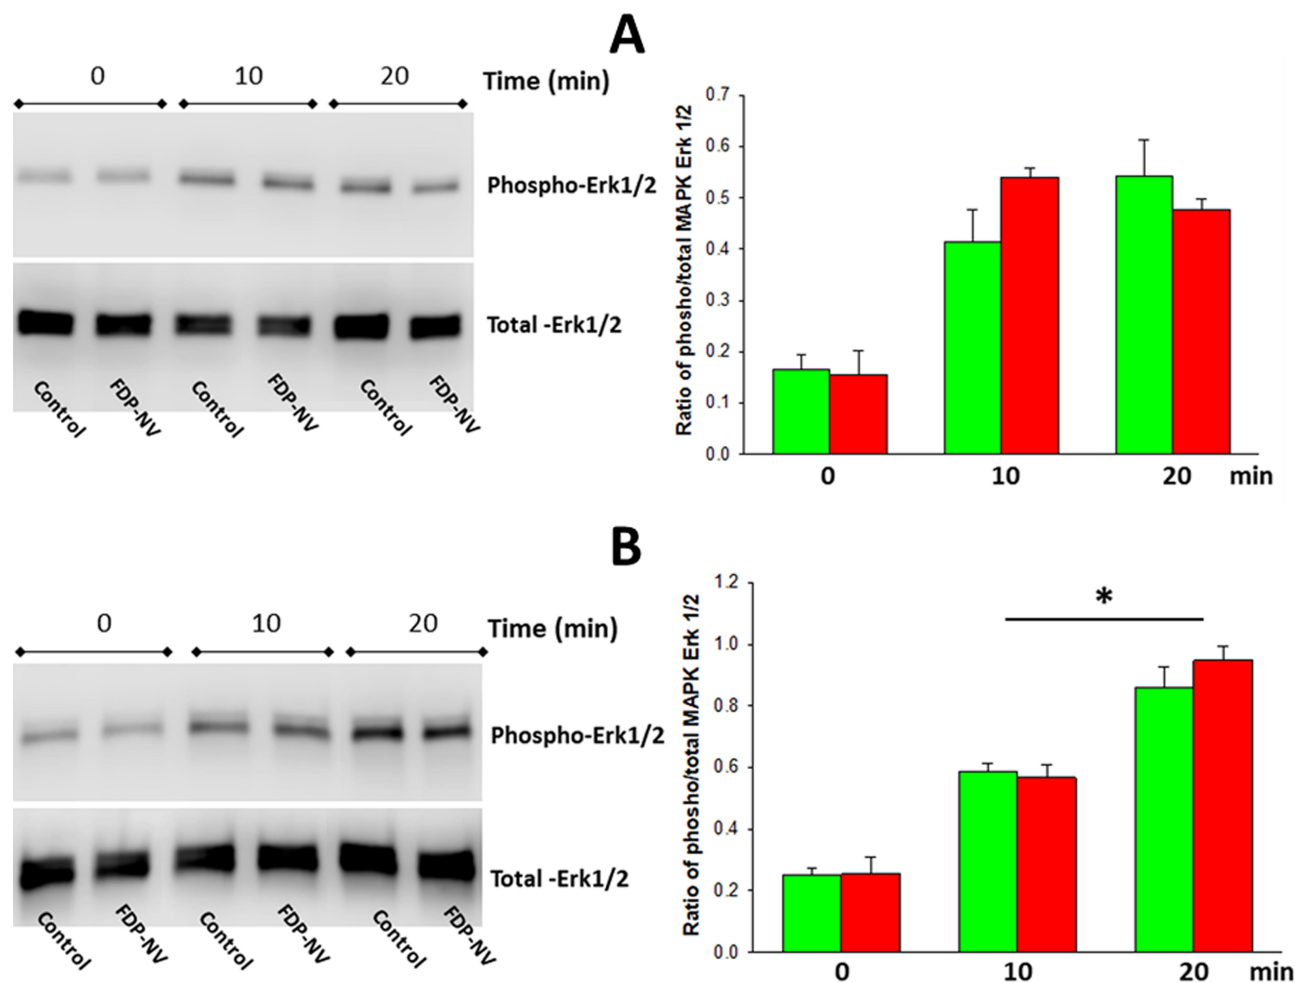 A
0 10 20 Time (min)
Phospho-Erk1/2
Total -Erk1/2
Control FDP-NV Control FDP-NV Control FDP-NV
Ratio of phosho/total MAPK Erk 1/2
0.7
0.6
0.5
0.4
0.3
0.2
0.1
0.0
0 10 20 min
B
0 10 20 Time (min)
Phospho-Erk1/2
Total -Erk1/2
Control FDP-NV Control FDP-NV Control FDP-NV
Ratio of phosho/total MAPK Erk 1/2
1.2
1.0
0.8
0.6
0.4
0.2
0.0
*
0 10 20 min